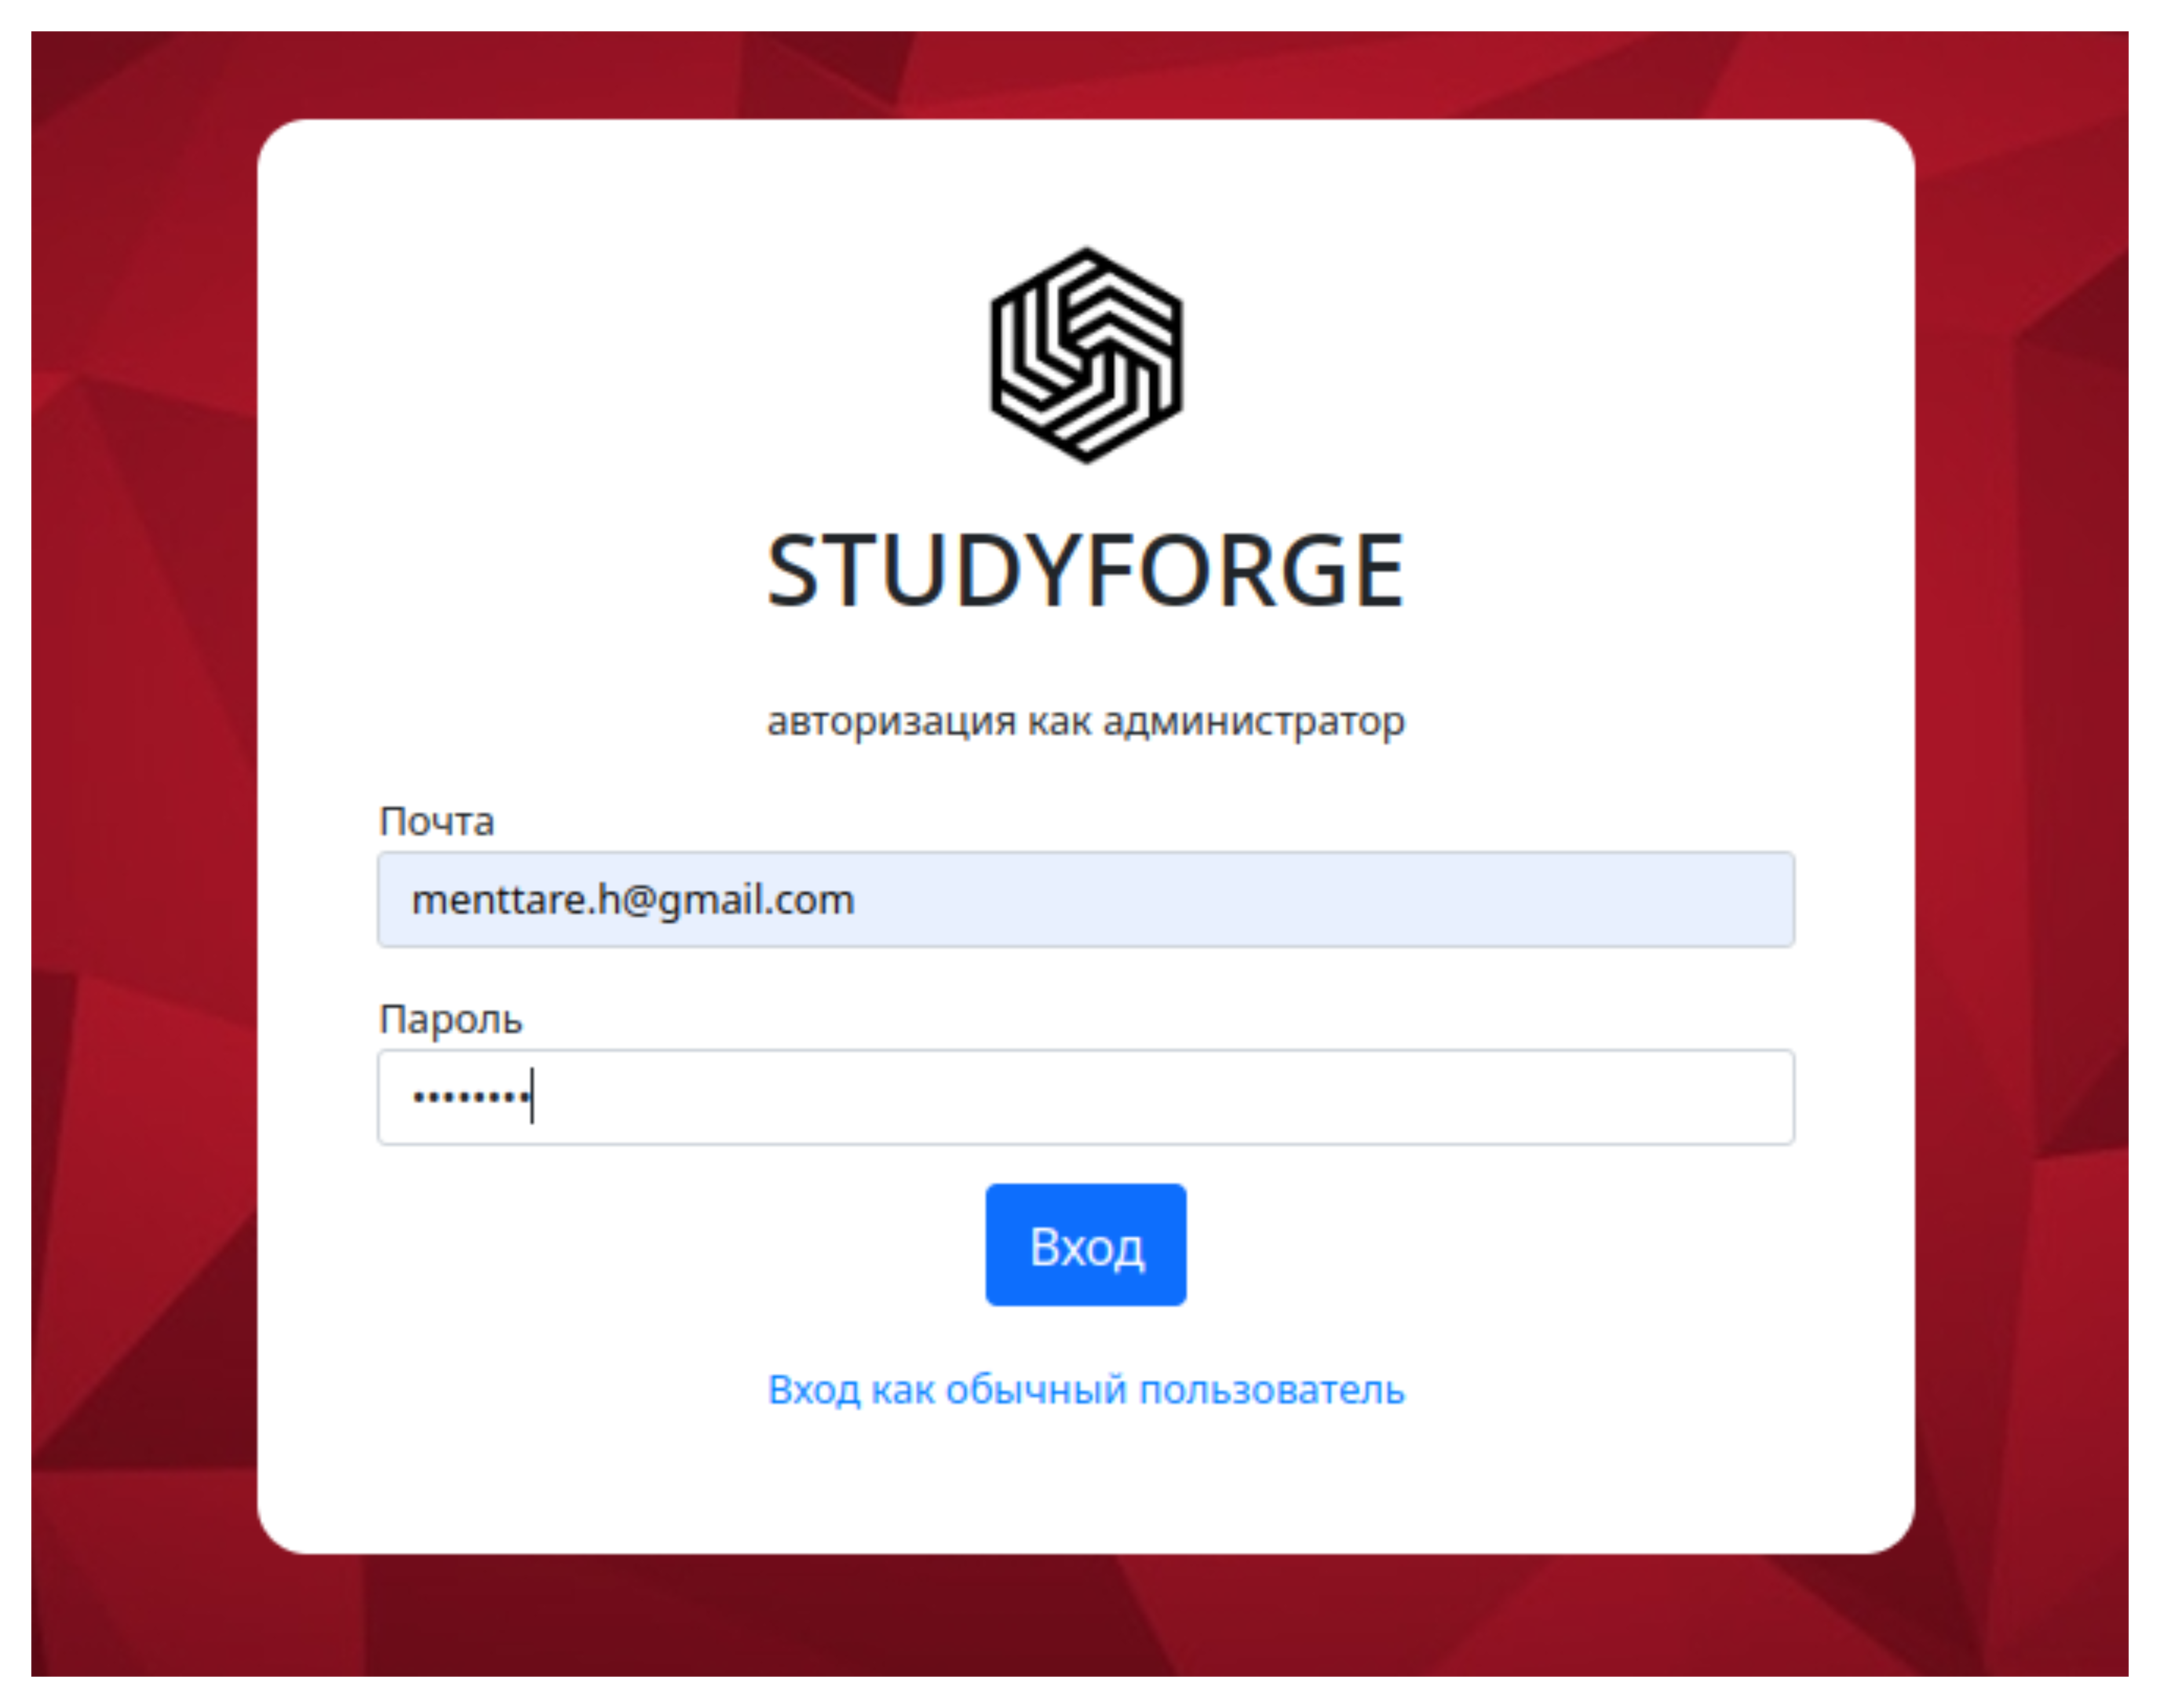 STUDYFORGE
авторизация как администратор
Почта
menttare.h@gmail.com
Пароль
••••••••
Вход
Вход как обычный пользователь